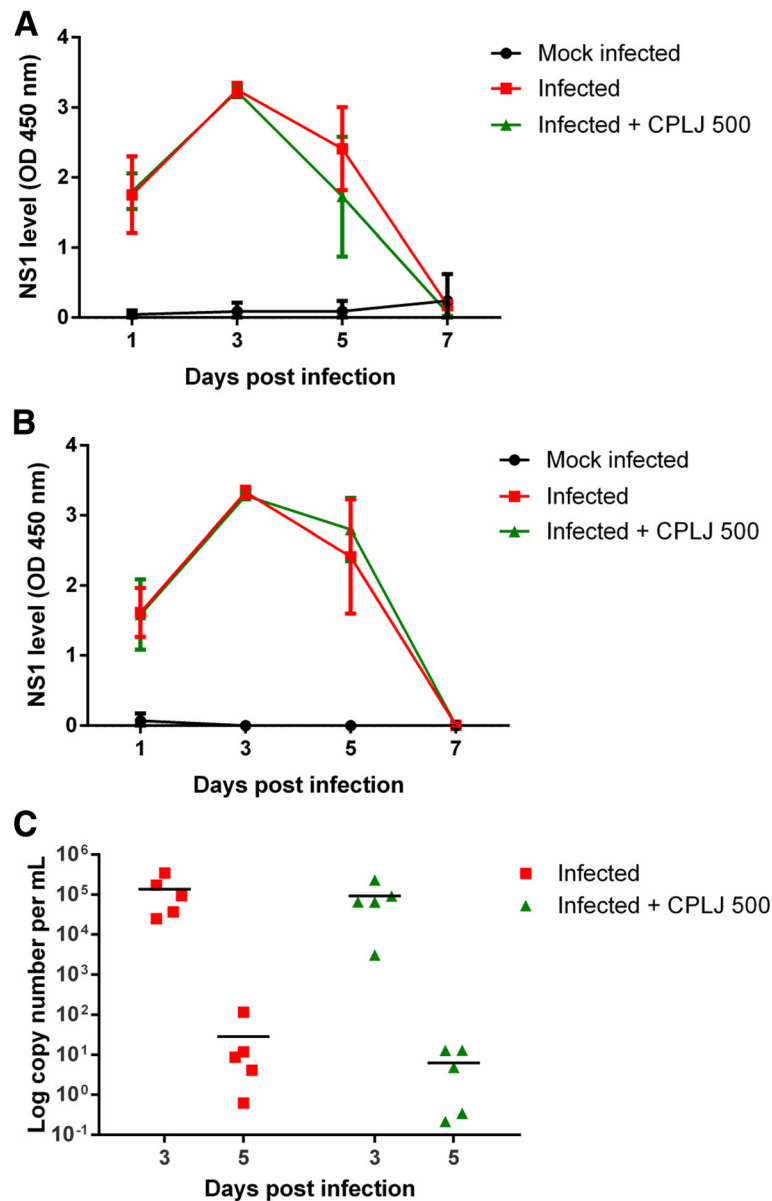 A
NS1 level (OD 450 nm)
4
3
2
1
0
1 3 5 7
Days post infection
Mock infected
Infected
Infected + CPLJ 500
B
NS1 level (OD 450 nm)
4
3
2
1
0
1 3 5 7
Days post infection
Mock infected
Infected
Infected + CPLJ 500
C
Log copy number per mL
10⁶
10⁵
10⁴
10³
10²
10¹
10⁰
10⁻¹
3 5 3 5
Days post infection
Infected
Infected + CPLJ 500